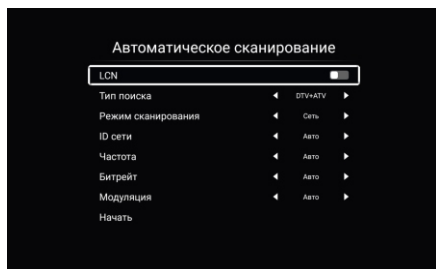 Автоматическое сканирование
LCN
Тип поиска DTV+ATV
Режим сканирования Сеть
ID сети Авто
Частота Авто
Битрейт Авто
Модуляция Авто
Начать